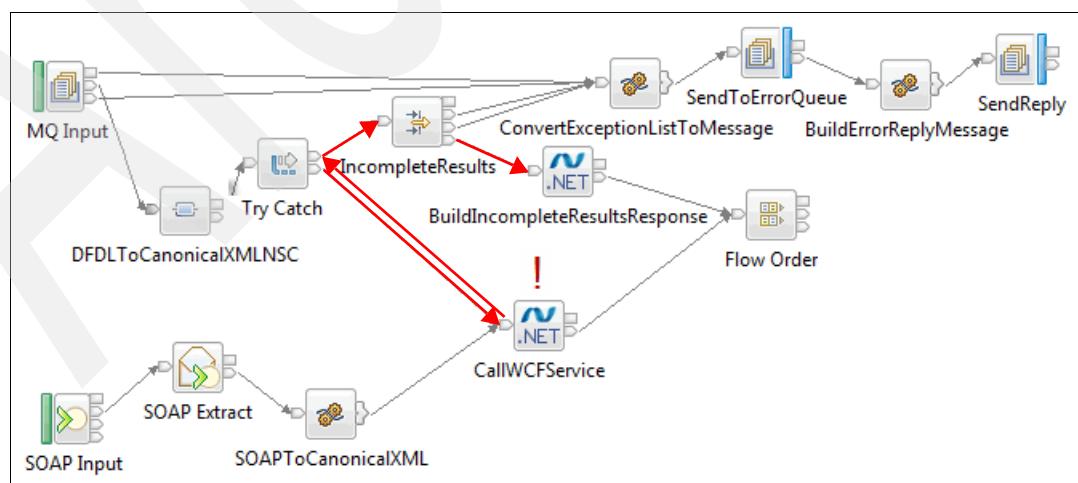 MQ Input
DFDLToCanonicalXMLNSC
Try Catch
IncompleteResults
ConvertExceptionListToMessage
SendToErrorQueue
BuildErrorReplyMessage
SendReply
.NET
BuildIncompleteResultsResponse
Flow Order
!
.NET
CallWCFService
SOAP Input
SOAP Extract
SOAPToCanonicalXML